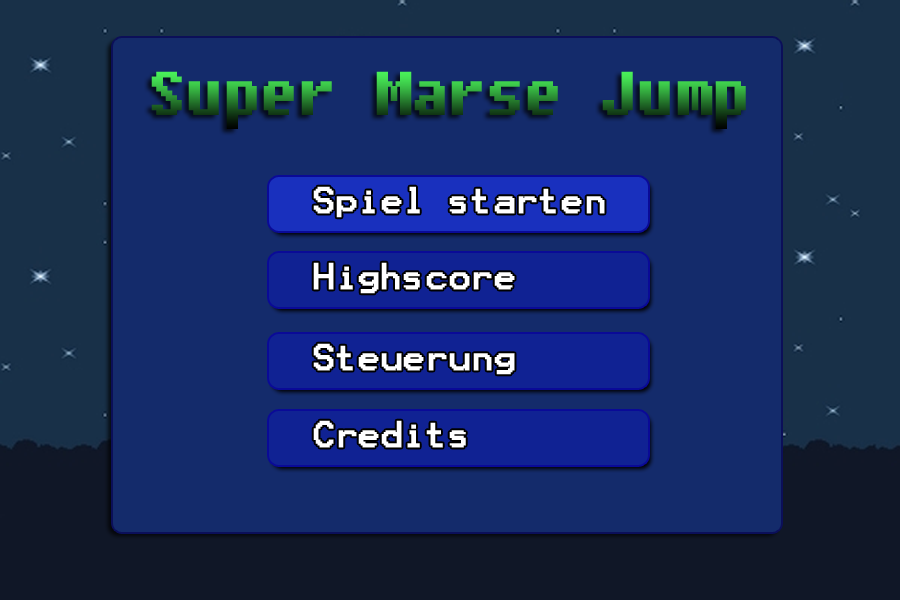 Super Marse Jump
Spiel starten
Highscore
Steuerung
Credits